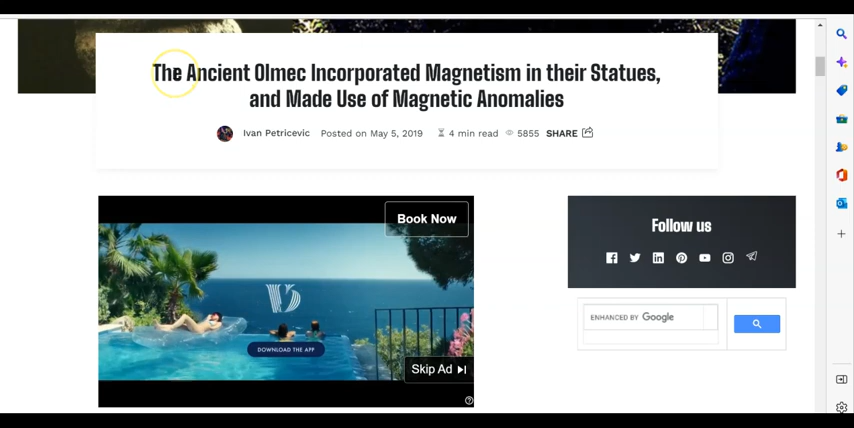 The Ancient Olmec Incorporated Magnetism in their Statues,
and Made Use of Magnetic Anomalies
Ivan Petricevic Posted on May 5, 2019 4 min read 5855 SHARE
Book Now
DOWNLOAD THE APP
Skip Ad
Follow us
ENHANCED BY Google